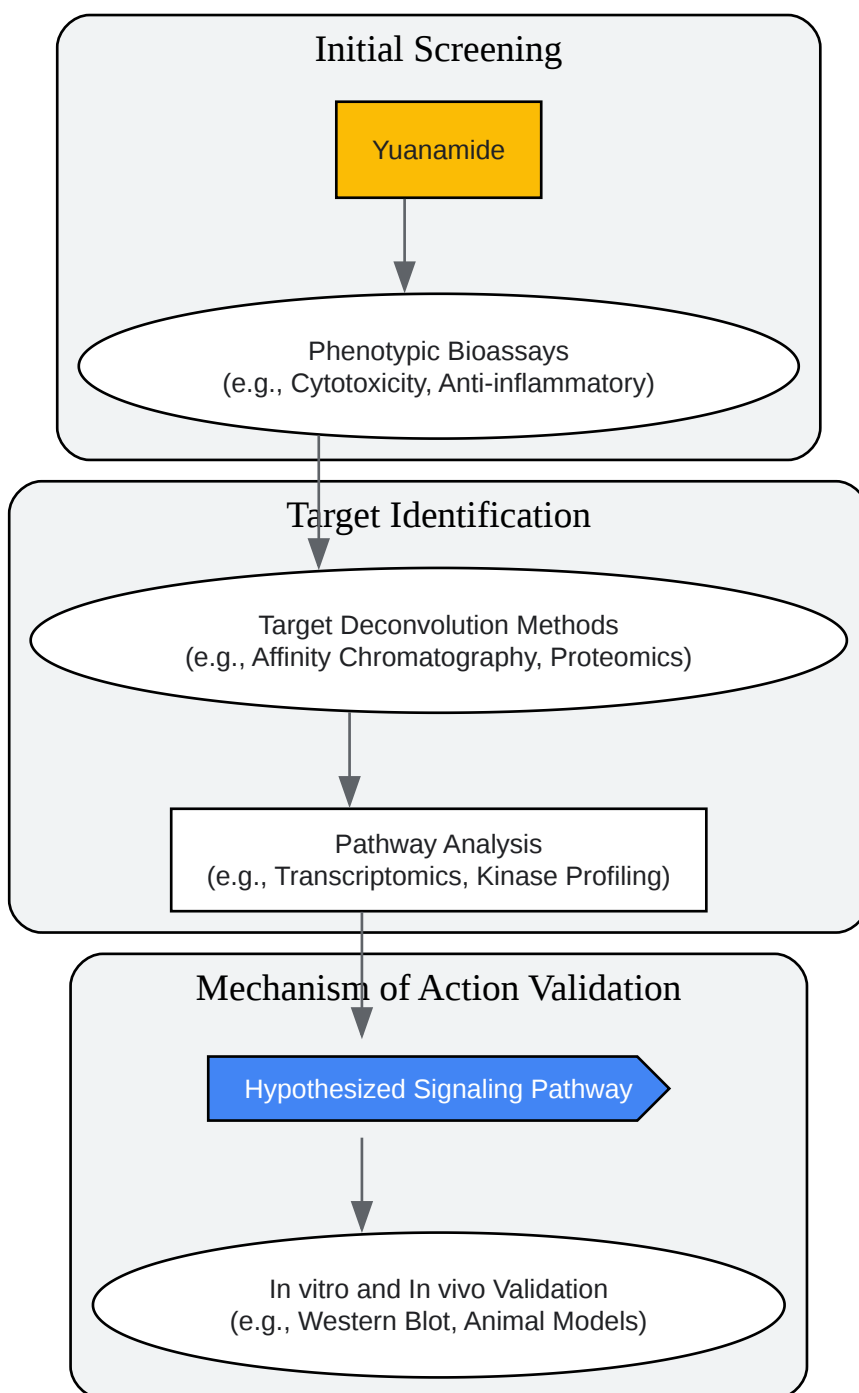 Initial Screening
Yuanamide
Phenotypic Bioassays
(e.g., Cytotoxicity, Anti-inflammatory)
Target Identification
Target Deconvolution Methods
(e.g., Affinity Chromatography, Proteomics)
Pathway Analysis
(e.g., Transcriptomics, Kinase Profiling)
Mechanism of Action Validation
Hypothesized Signaling Pathway
In vitro and In vivo Validation
(e.g., Western Blot, Animal Models)